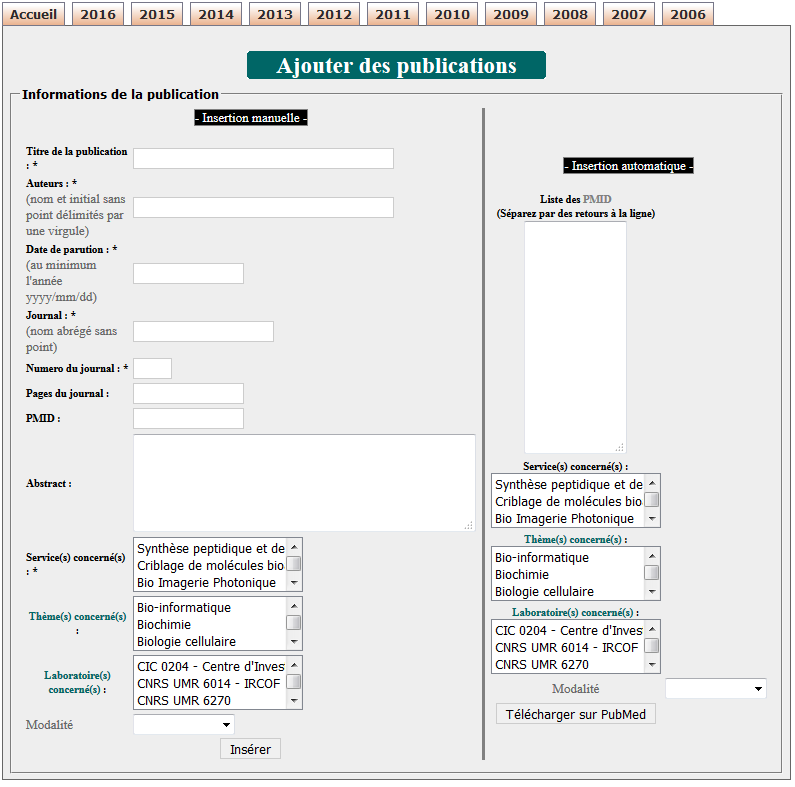 Accueil 2016 2015 2014 2013 2012 2011 2010 2009 2008 2007 2006
Ajouter des publications
Informations de la publication
- Insertion manuelle -
Titre de la publication
: *
Auteurs : *
(nom et initial sans
point délimités par
une virgule)
Date de parution : *
(au minimum
l'année
yyyy/mm/dd)
Journal : *
(nom abrégé sans
point)
Numero du journal : *
Pages du journal :
PMID :
Abstract :
Service(s) concerné(s)
: *
Synthèse peptidique et de
Criblage de molécules bio
Bio Imagerie Photonique
Thème(s) concerné(s)
:
Bio-informatique
Biochimie
Biologie cellulaire
Laboratoire(s)
concerné(s) :
CIC 0204 - Centre d'Inves
CNRS UMR 6014 - IRCOF
CNRS UMR 6270
Modalité
Insérer
- Insertion automatique -
Liste des PMID
(Séparez par des retours à la ligne)
Service(s) concerné(s) :
Synthèse peptidique et de
Criblage de molécules bio
Bio Imagerie Photonique
Thème(s) concerné(s) :
Bio-informatique
Biochimie
Biologie cellulaire
Laboratoire(s) concerné(s) :
CIC 0204 - Centre d'Inves
CNRS UMR 6014 - IRCOF
CNRS UMR 6270
Modalité
Télécharger sur PubMed